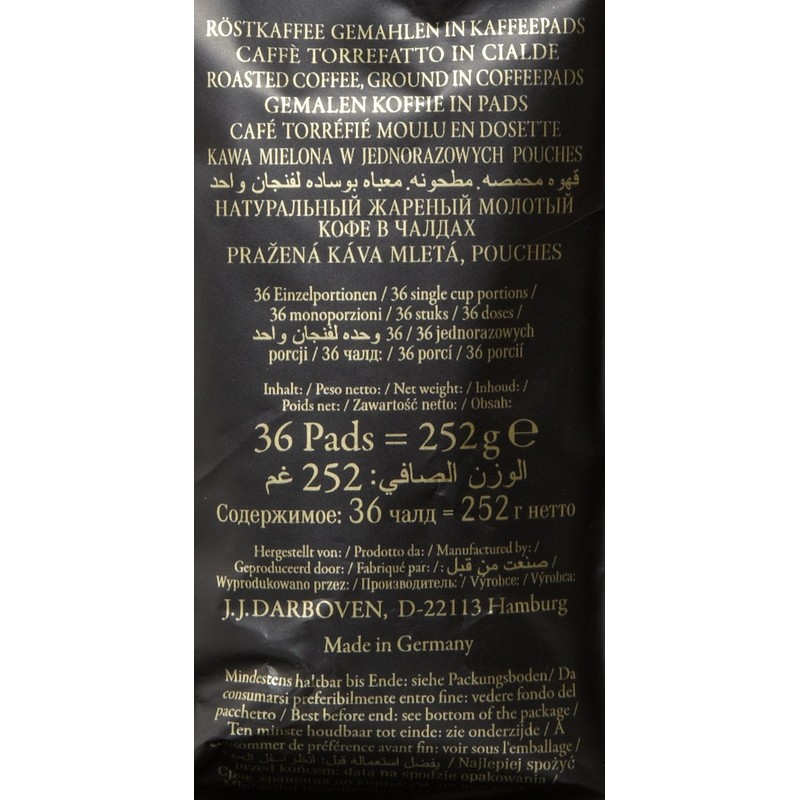 RÖSTKAFFEE GEMAHLEN IN KAFFEEPADS
CAFFÈ TORREFATTO IN CIALDE
ROASTED COFFEE, GROUND IN COFFEEPADS
GEMALEN KOFFIE IN PADS
CAFÉ TORRÉFIÉ MOULU EN DOSETTE
KAWA MIELONA W JEDNORAZOWYCH POUCHES
قهوه محمصه. مطحونه. معباه بوساده لفنجان واحد
НАТУРАЛЬНЫЙ ЖАРЕНЫЙ МОЛОТЫЙ
КОФЕ В ЧАЛДАХ
PRAŽENÁ KÁVA MLETÁ, POUCHES
36 Einzelportionen / 36 single cup portions /
36 monoporzioni / 36 stuks / 36 doses /
36 وحده لفنجان واحد / 36 jednorazowych
porcji / 36 чалд: / 36 porcí / 36 porcií
Inhalt: / Peso netto: / Net weight: / Inhoud: /
Poids net: / Zawartość netto: / Obsah:
36 Pads = 252 g ℮
الوزن الصافي: 252 غم
Содержимое: 36 чалд = 252 г нетто
Hergestellt von: / Prodotto da: / Manufactured by: /
Geproduceerd door: / Fabriqué par: / صنعت من قبل: /
Wyprodukowano przez: / Производитель: / Výrobce: / Výrobca:
J.J.DARBOVEN, D-22113 Hamburg
Made in Germany
Mindestens haltbar bis Ende: siehe Packungsboden/ Da
consumarsi preferibilmente entro fine: vedere fondo del
pacchetto / Best before end: see bottom of the package /
Ten minste houdbaar tot einde: zie onderzijde / À
consommer de préférence avant fin: voir sous l'emballage /
يفضل استعماله قبل: انظر / Najlepiej spożyć
przed końcem: data na spodzie opakowania /